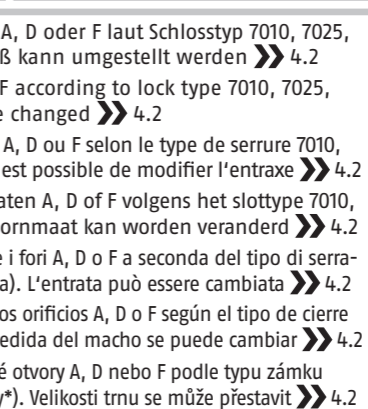 A, D oder F laut Schlosstyp 7010, 7025,
ß kann umgestellt werden ❯❯ 4.2
F according to lock type 7010, 7025,
e changed ❯❯ 4.2
A, D ou F selon le type de serrure 7010,
est possible de modifier l'entraxe ❯❯ 4.2
aten A, D of F volgens het slottype 7010,
oornmaat kan worden veranderd ❯❯ 4.2
e i fori A, D o F a seconda del tipo di serra-
a). L'entrata può essere cambiata ❯❯ 4.2
os orificios A, D o F según el tipo de cierre
edida del macho se puede cambiar ❯❯ 4.2
é otvory A, D nebo F podle typu zámku
y*). Velikosti trnu se může přestavit ❯❯ 4.2